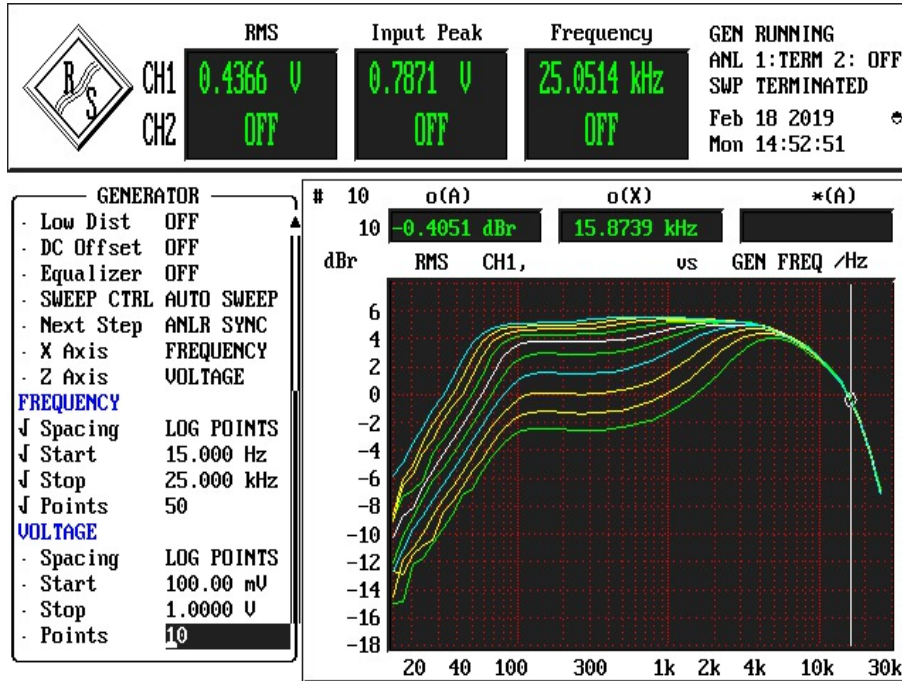 RMS Input Peak Frequency GEN RUNNING
R S CH1 0.4366 V 0.7871 V 25.0514 kHz ANL 1:TERM 2: OFF
SWP TERMINATED
CH2 OFF OFF OFF Feb 18 2019
Mon 14:52:51
GENERATOR
· Low Dist OFF
· DC Offset OFF
· Equalizer OFF
· SWEEP CTRL AUTO SWEEP
· Next Step ANLR SYNC
· X Axis FREQUENCY
· Z Axis VOLTAGE
FREQUENCY
√ Spacing LOG POINTS
√ Start 15.000 Hz
√ Stop 25.000 kHz
√ Points 50
VOLTAGE
· Spacing LOG POINTS
· Start 100.00 mV
· Stop 1.0000 V
· Points 10
# 10 o(A) o(X) *(A)
10 -0.4051 dBr 15.8739 kHz
dBr RMS CH1, vs GEN FREQ /Hz
6
4
2
0
-2
-4
-6
-8
-10
-12
-14
-16
-18
20 40 100 300 1k 2k 4k 10k 30k